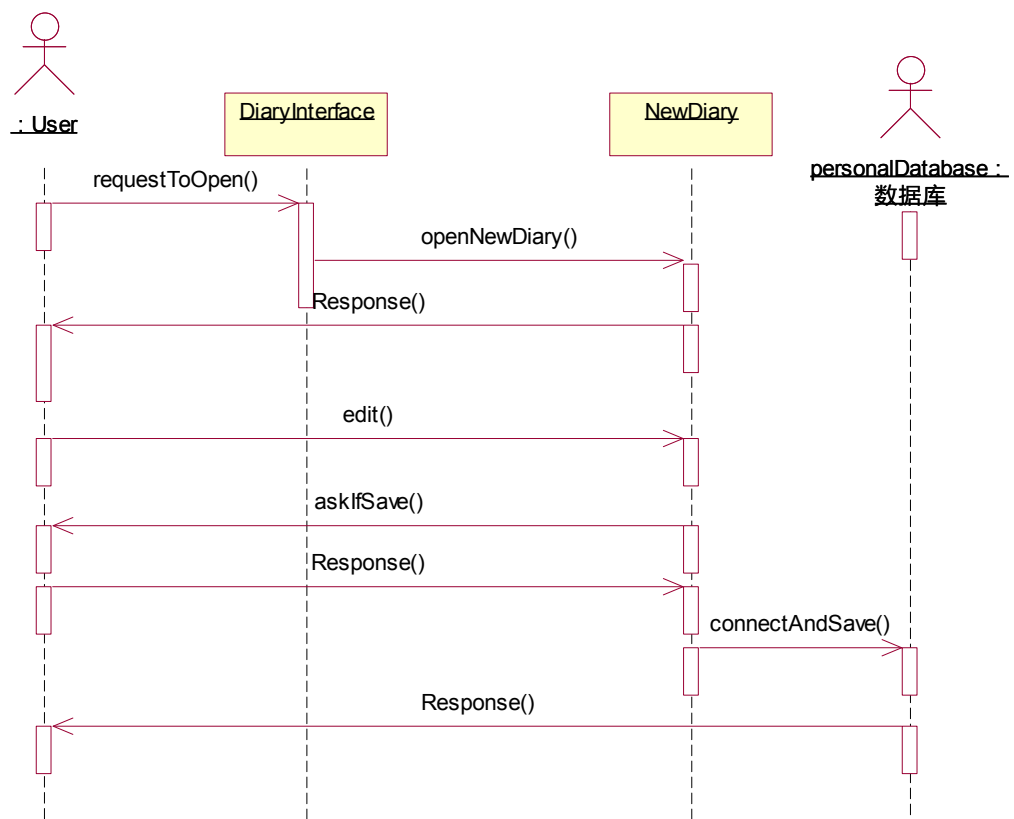 : User
DiaryInterface
NewDiary
personalDatabase :
数据库
requestToOpen()
openNewDiary()
Response()
edit()
askIfSave()
Response()
connectAndSave()
Response()